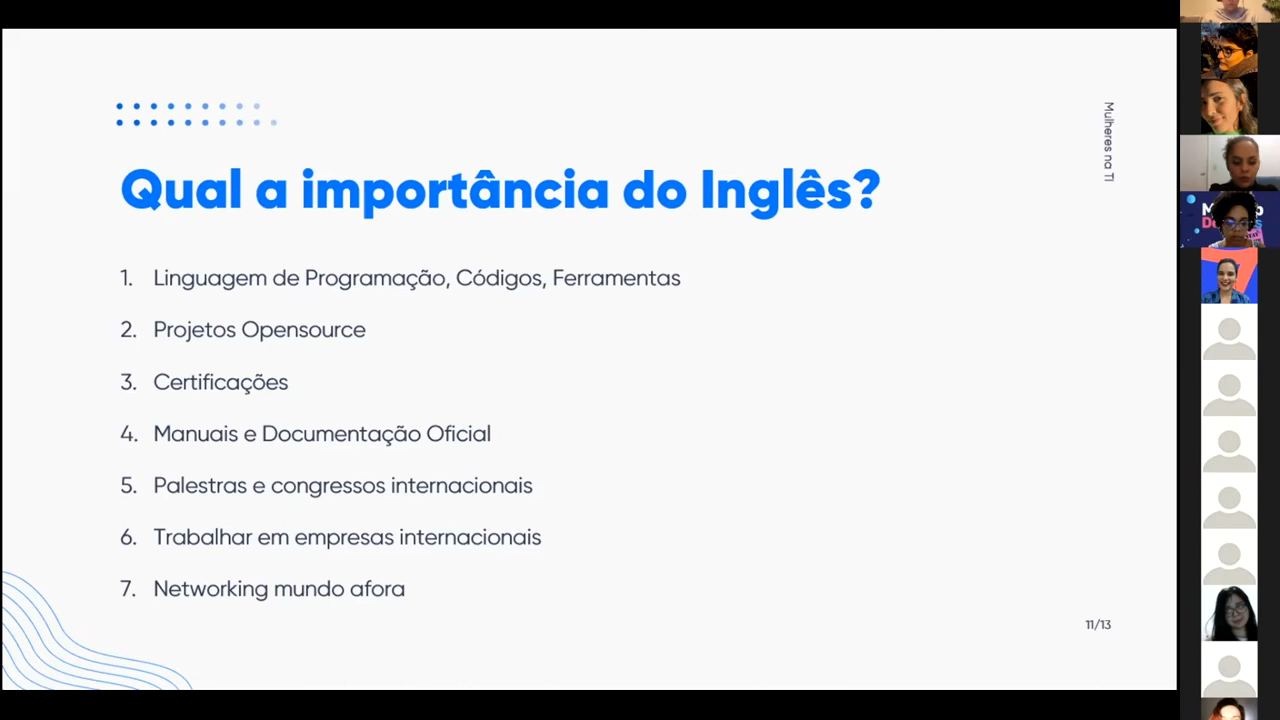 Mulheres na TI
Qual a importância do Inglês?
1. Linguagem de Programação, Códigos, Ferramentas
2. Projetos Opensource
3. Certificações
4. Manuais e Documentação Oficial
5. Palestras e congressos internacionais
6. Trabalhar em empresas internacionais
7. Networking mundo afora
11/13